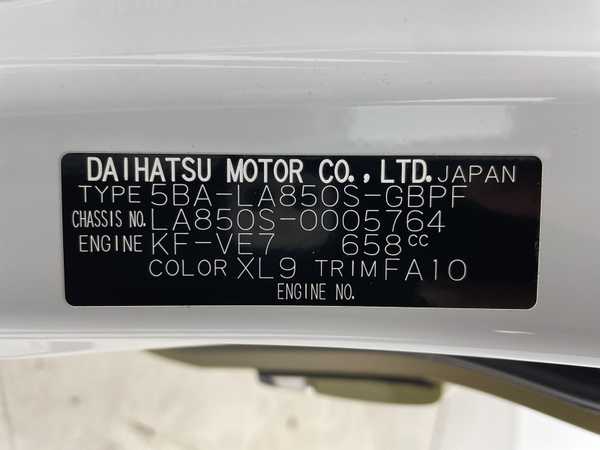 DAIHATSU MOTOR CO., LTD. JAPAN
TYPE 5BA-LA850S-GBPF
CHASSIS NO. LA850S-0005764
ENGINE KF-VE7 658cc
COLOR XL9 TRIM FA10
ENGINE NO.